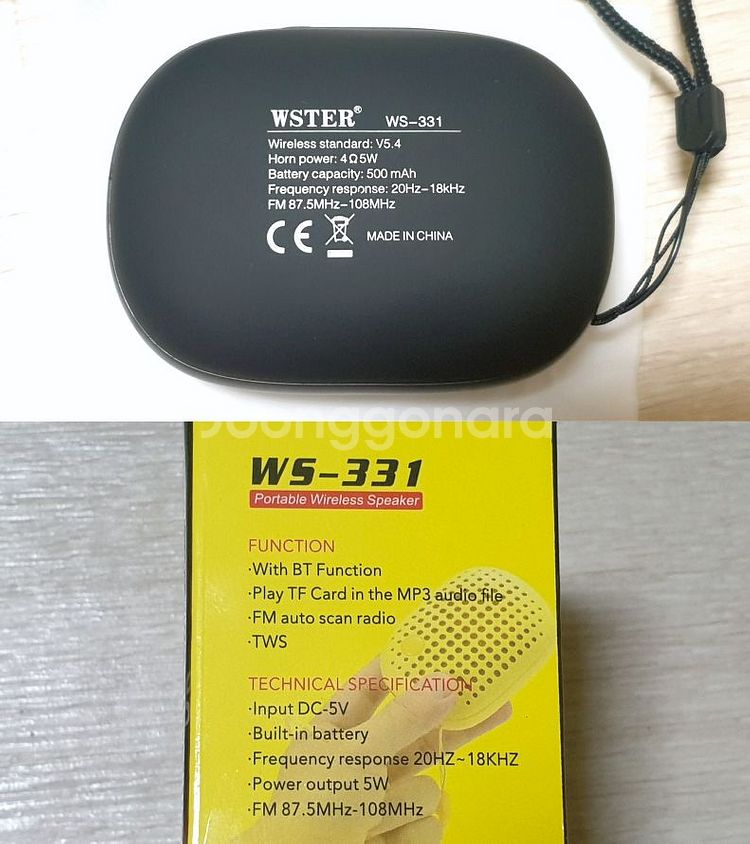 WSTER® WS-331
Wireless standard: V5.4
Horn power: 4Ω5W
Battery capacity: 500 mAh
Frequency response: 20Hz-18kHz
FM 87.5MHz-108MHz
CE MADE IN CHINA
Joonggonara
WS-331
Portable Wireless Speaker
FUNCTION
·With BT Function
·Play TF Card in the MP3 audio file
·FM auto scan radio
·TWS
TECHNICAL SPECIFICATION
·Input DC-5V
·Built-in battery
·Frequency response 20HZ~18KHZ
·Power output 5W
·FM 87.5MHz-108MHz